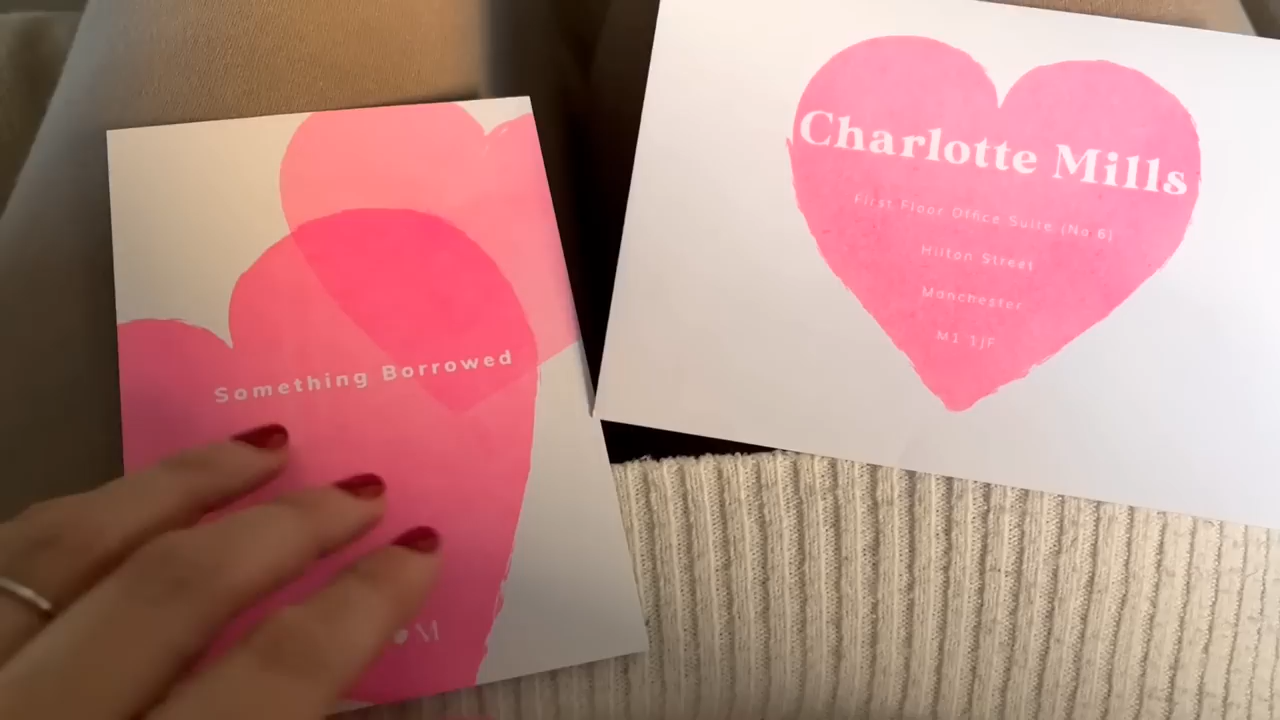 Something Borrowed
M
Charlotte Mills
First Floor Office Suite (No 6)
Hilton Street
Manchester
M1 1JF